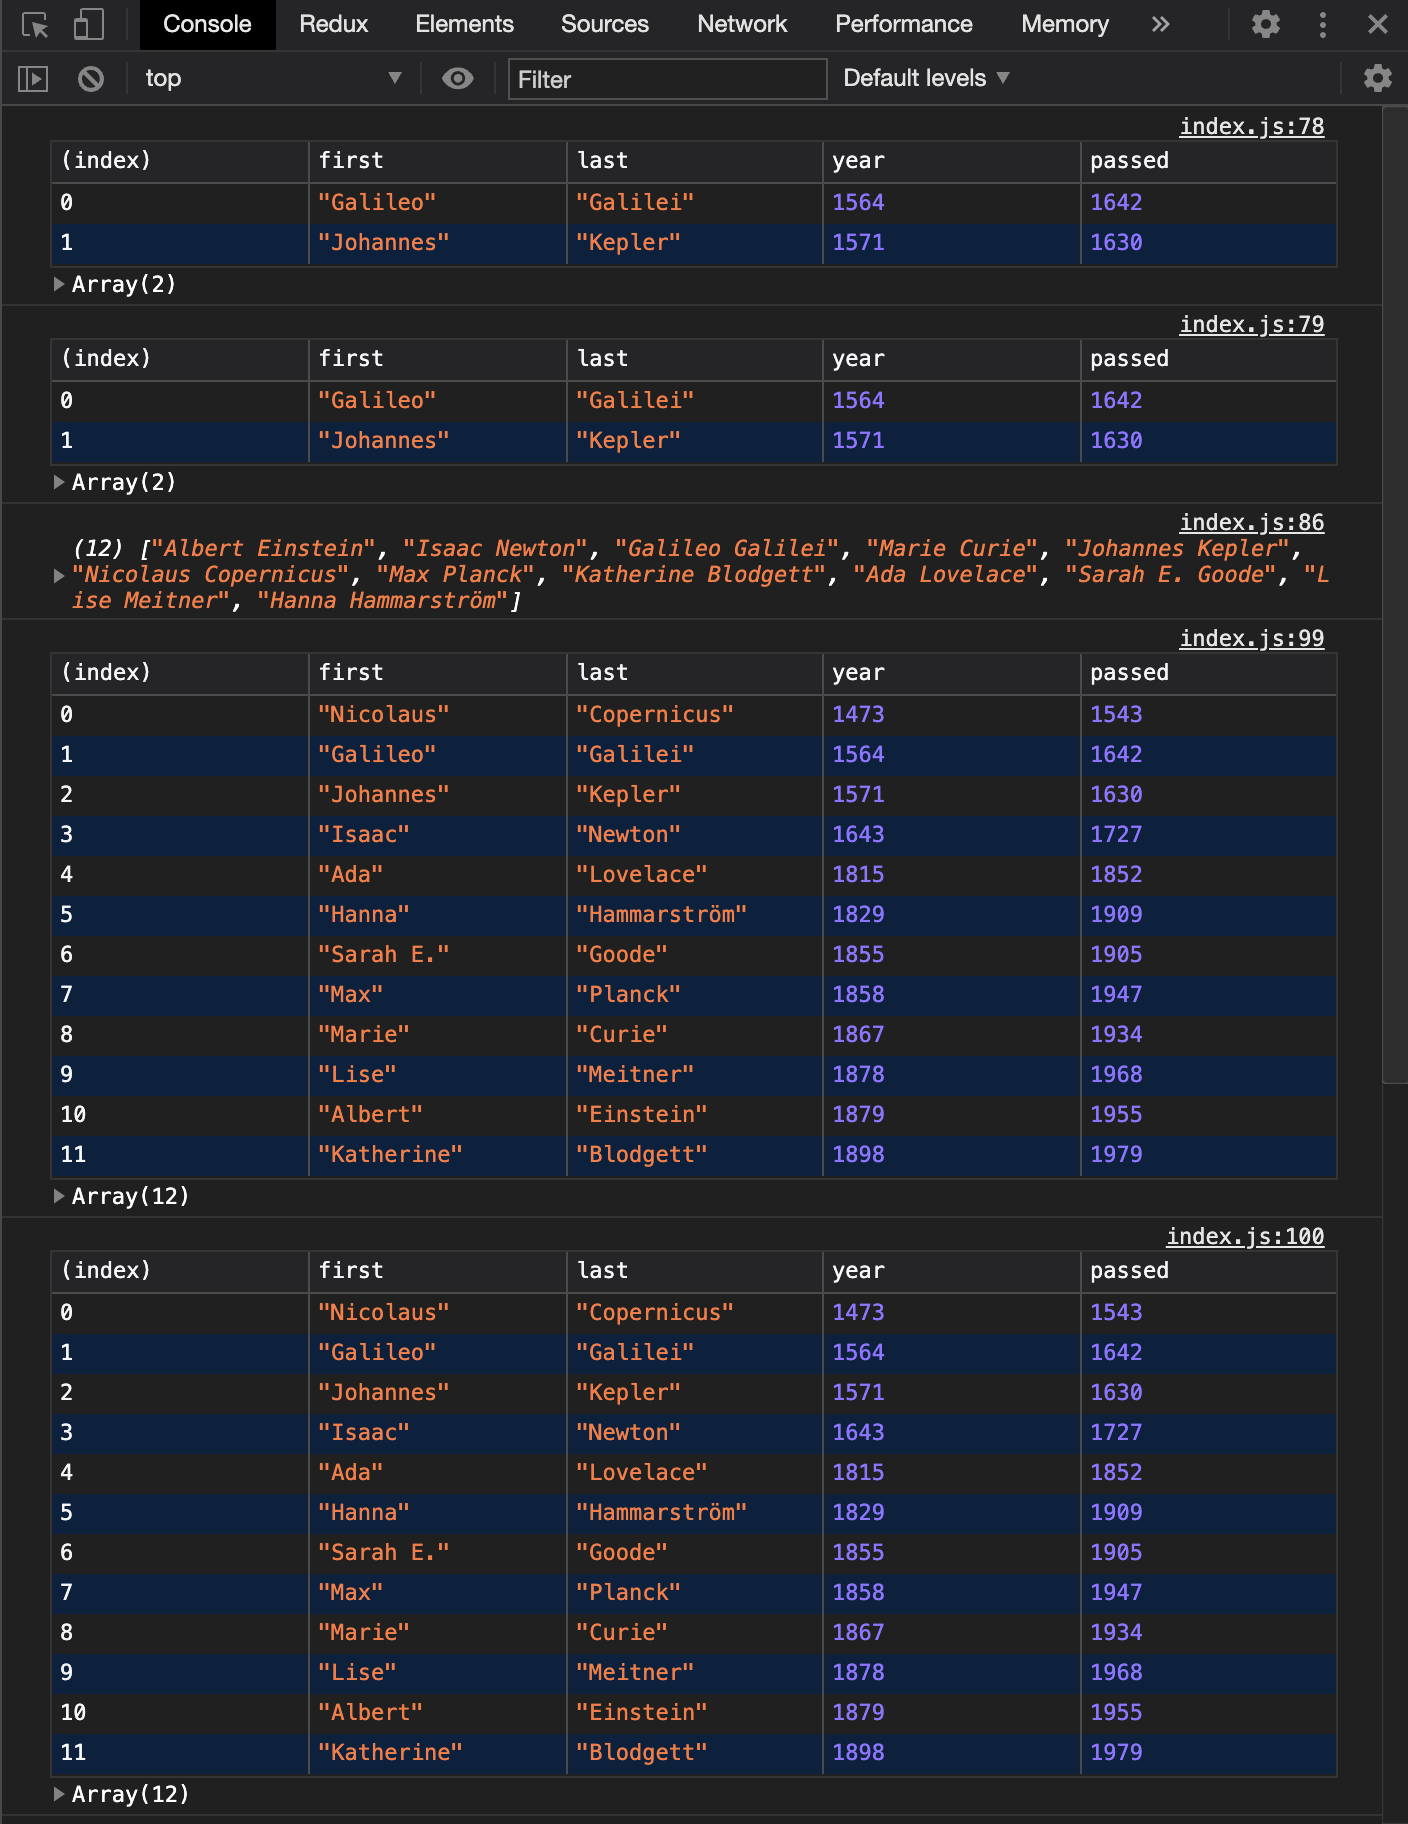 Console Redux Elements Sources Network Performance Memory »
top Filter Default levels
index.js:78
(index) first last year passed
0 "Galileo" "Galilei" 1564 1642
1 "Johannes" "Kepler" 1571 1630
Array(2)
index.js:79
(index) first last year passed
0 "Galileo" "Galilei" 1564 1642
1 "Johannes" "Kepler" 1571 1630
Array(2)
index.js:86
(12) ["Albert Einstein", "Isaac Newton", "Galileo Galilei", "Marie Curie", "Johannes Kepler",
"Nicolaus Copernicus", "Max Planck", "Katherine Blodgett", "Ada Lovelace", "Sarah E. Goode", "L
ise Meitner", "Hanna Hammarström"]
index.js:99
(index) first last year passed
0 "Nicolaus" "Copernicus" 1473 1543
1 "Galileo" "Galilei" 1564 1642
2 "Johannes" "Kepler" 1571 1630
3 "Isaac" "Newton" 1643 1727
4 "Ada" "Lovelace" 1815 1852
5 "Hanna" "Hammarström" 1829 1909
6 "Sarah E." "Goode" 1855 1905
7 "Max" "Planck" 1858 1947
8 "Marie" "Curie" 1867 1934
9 "Lise" "Meitner" 1878 1968
10 "Albert" "Einstein" 1879 1955
11 "Katherine" "Blodgett" 1898 1979
Array(12)
index.js:100
(index) first last year passed
0 "Nicolaus" "Copernicus" 1473 1543
1 "Galileo" "Galilei" 1564 1642
2 "Johannes" "Kepler" 1571 1630
3 "Isaac" "Newton" 1643 1727
4 "Ada" "Lovelace" 1815 1852
5 "Hanna" "Hammarström" 1829 1909
6 "Sarah E." "Goode" 1855 1905
7 "Max" "Planck" 1858 1947
8 "Marie" "Curie" 1867 1934
9 "Lise" "Meitner" 1878 1968
10 "Albert" "Einstein" 1879 1955
11 "Katherine" "Blodgett" 1898 1979
Array(12)